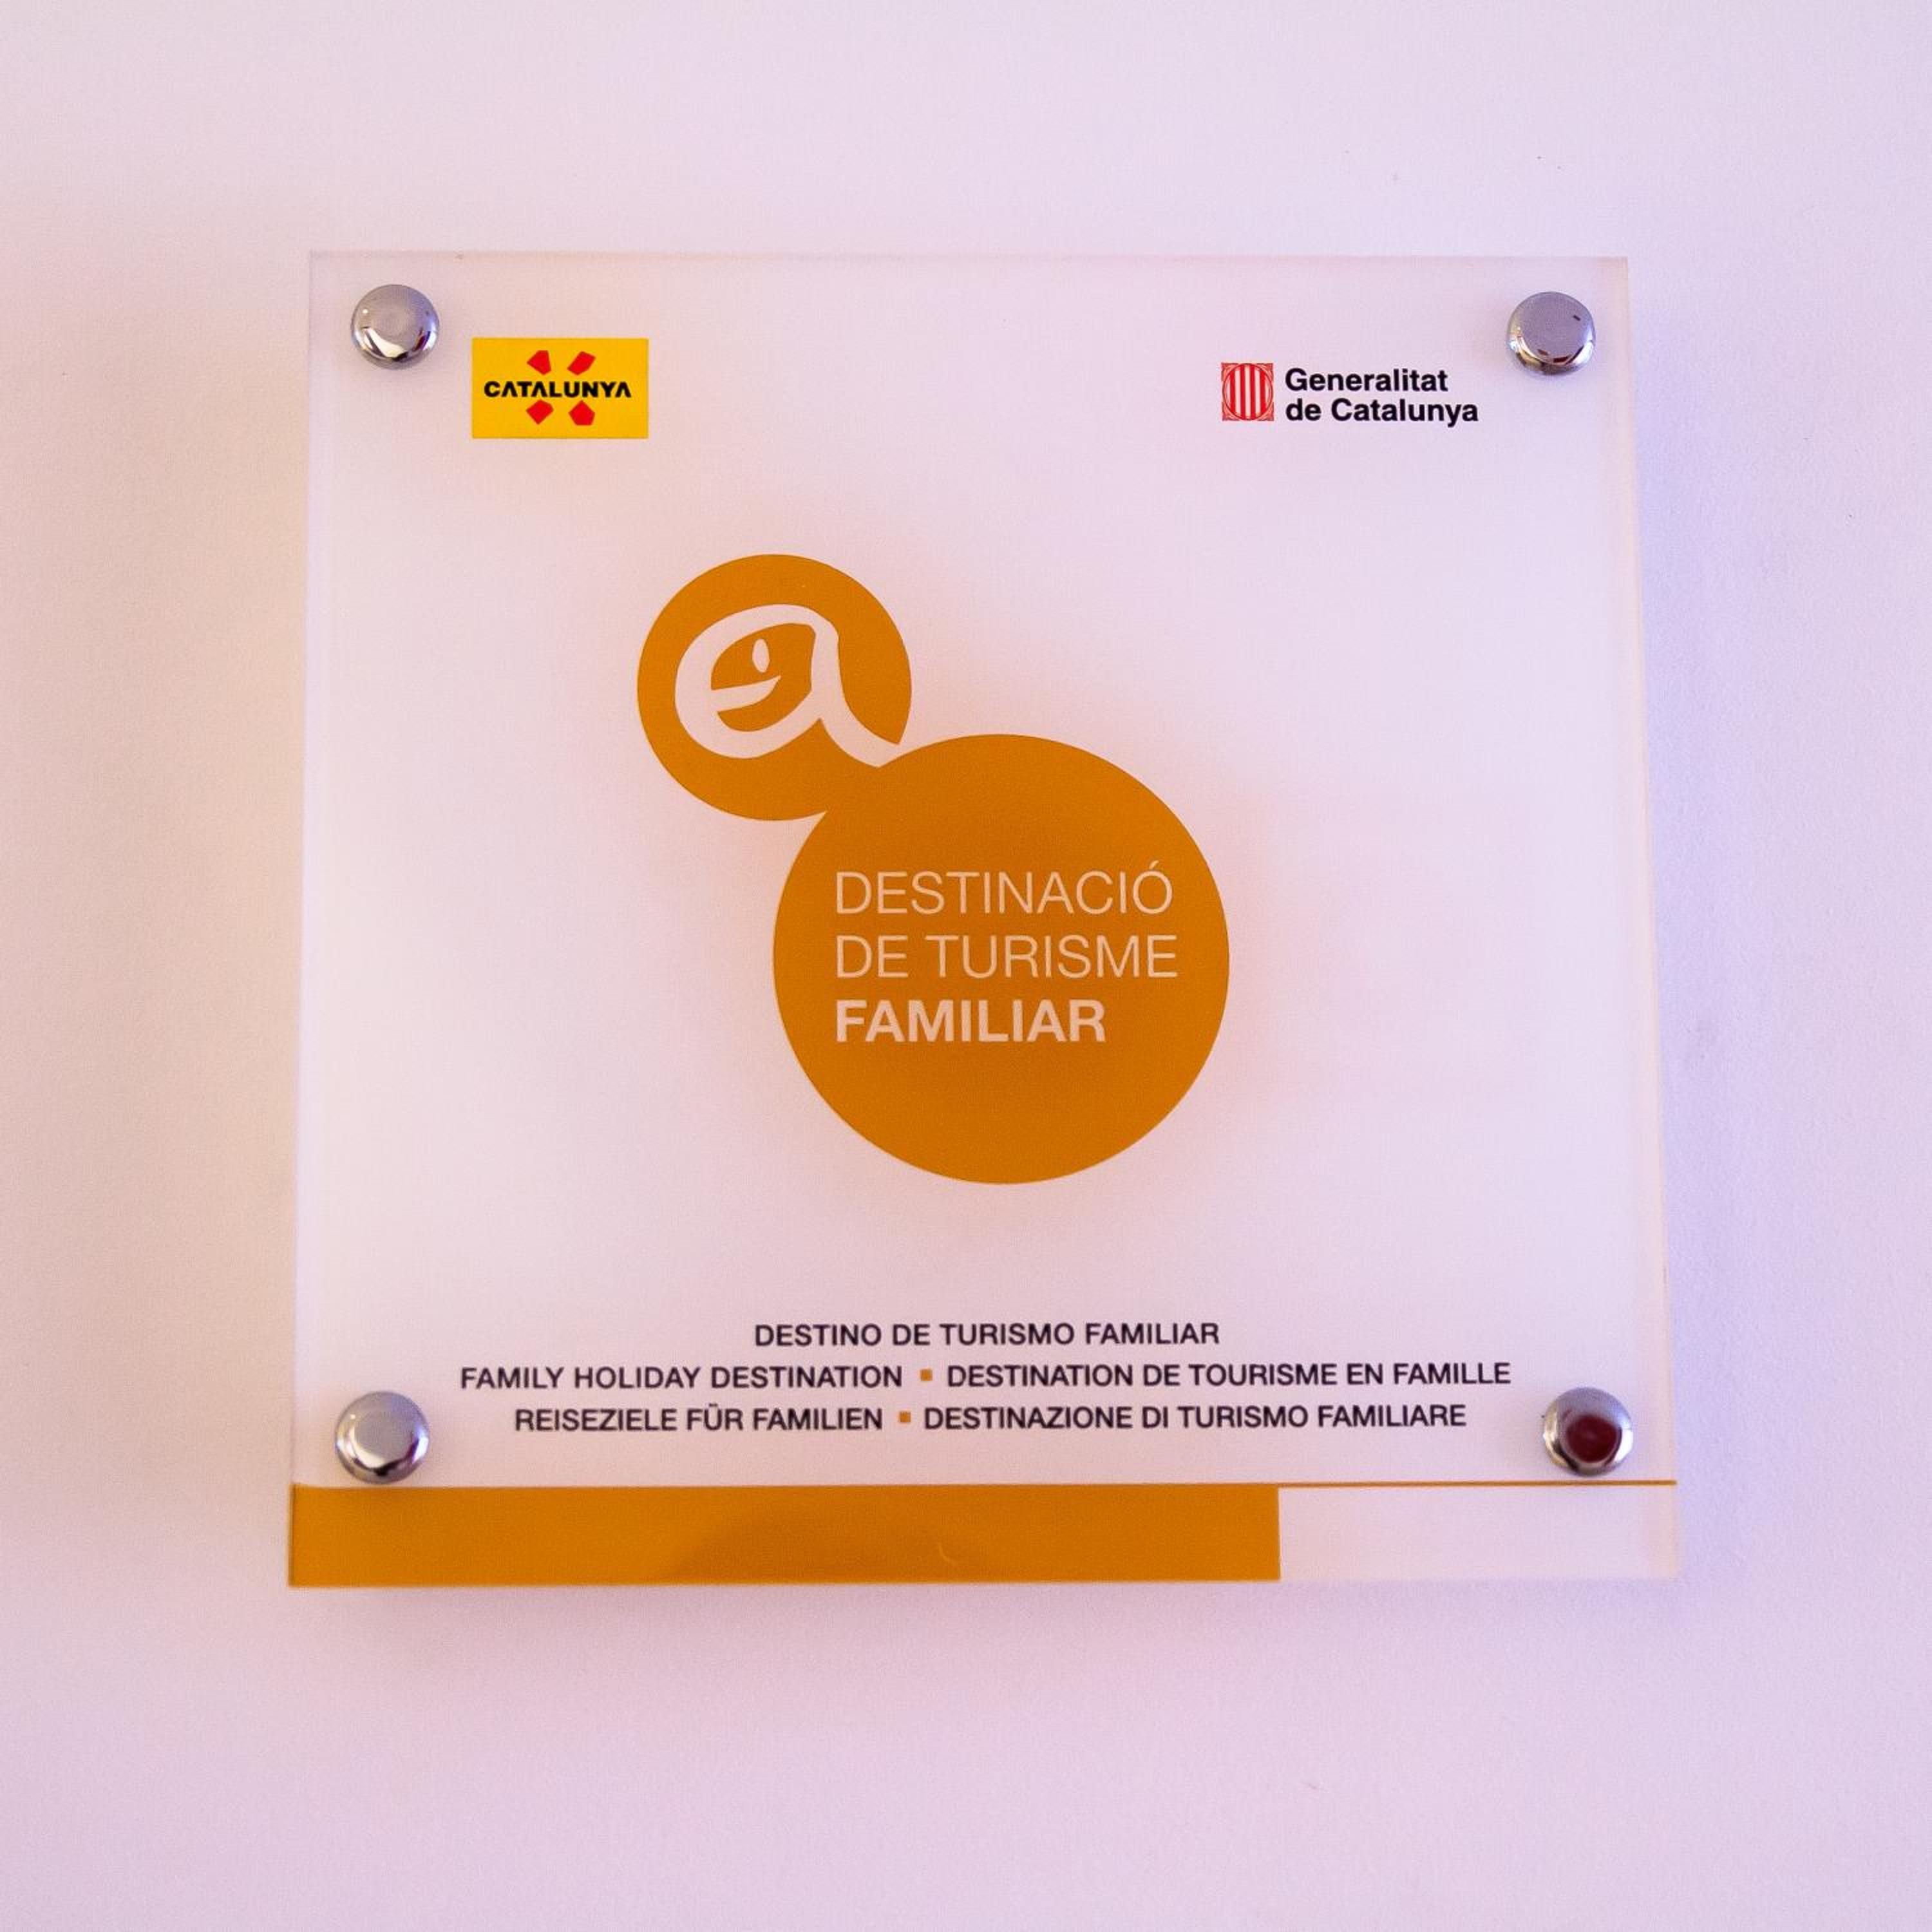 CATALUNYA
Generalitat
de Catalunya
a
DESTINACIÓ
DE TURISME
FAMILIAR
DESTINO DE TURISMO FAMILIAR
FAMILY HOLIDAY DESTINATION ▪ DESTINATION DE TOURISME EN FAMILLE
REISEZIELE FÜR FAMILIEN ▪ DESTINAZIONE DI TURISMO FAMILIARE